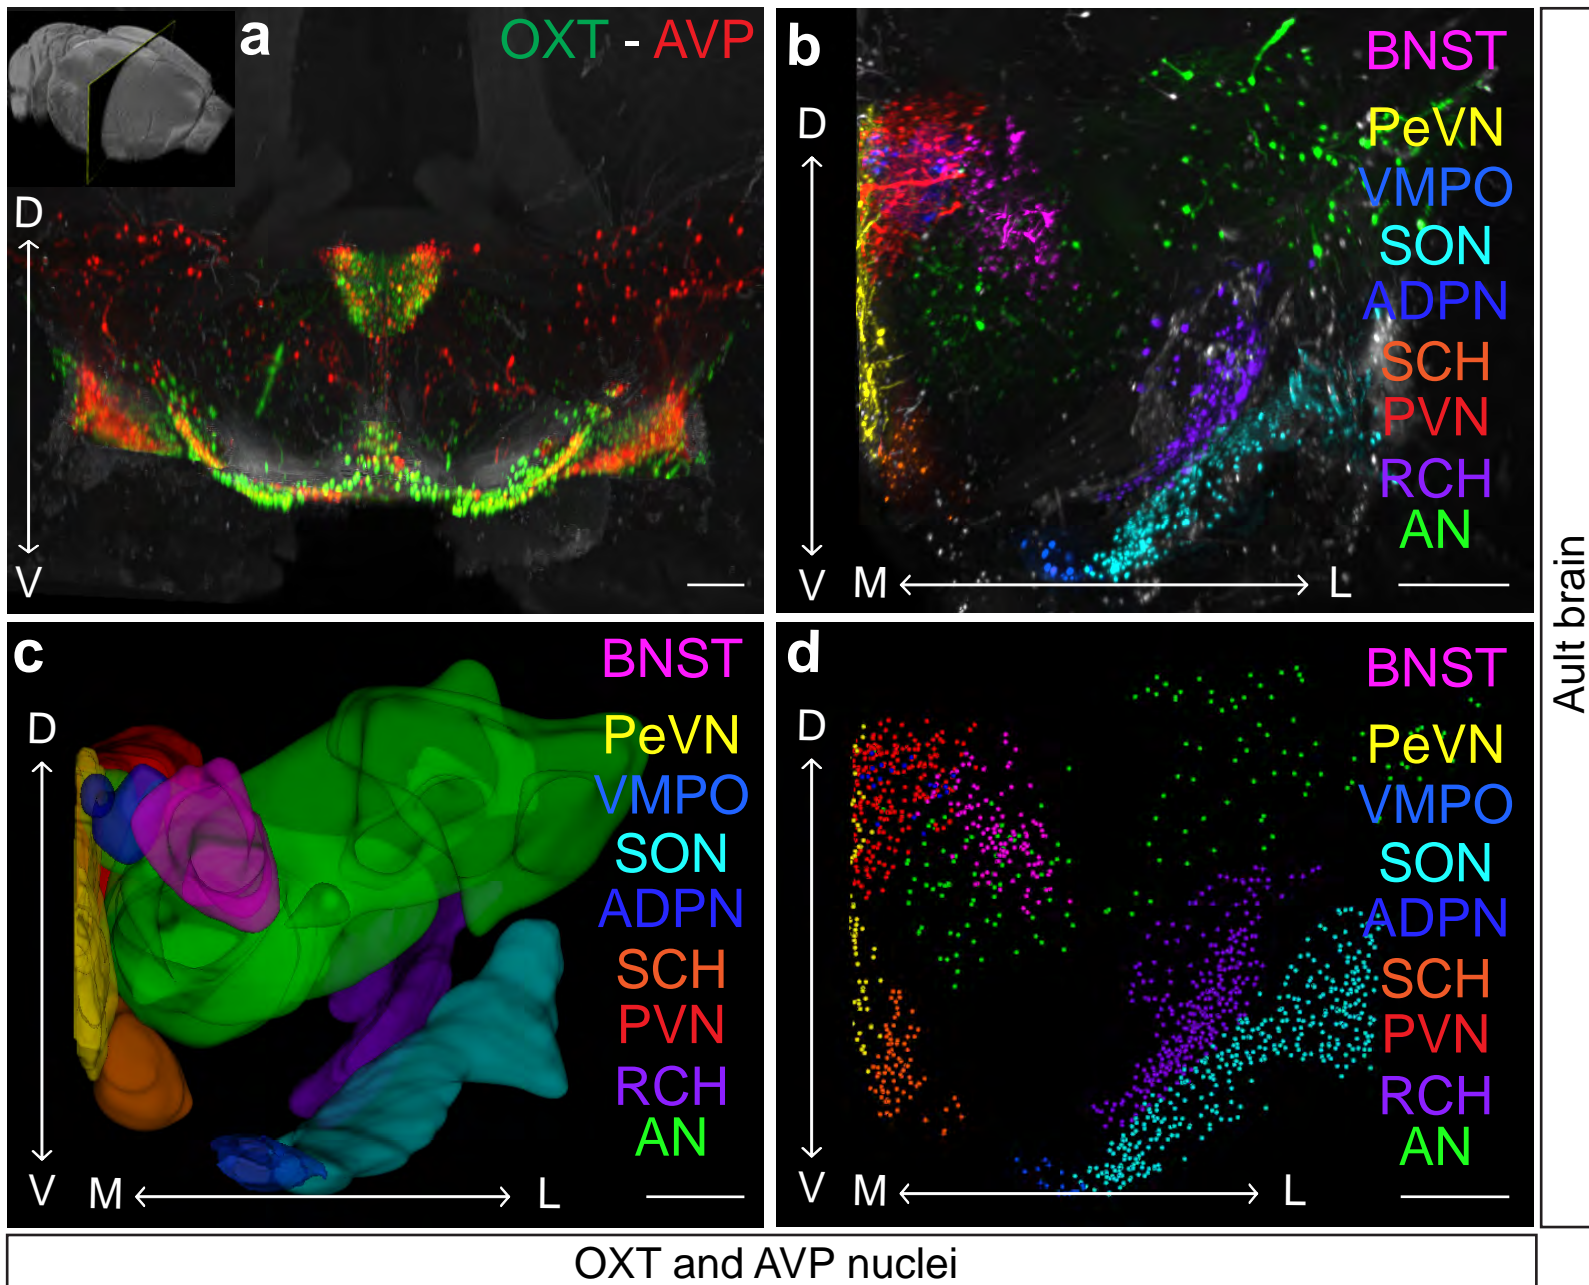 a
OXT - AVP
D
V
b
BNST
PeVN
VMPO
SON
ADPN
SCH
PVN
RCH
AN
D
V
M
L
c
BNST
PeVN
VMPO
SON
ADPN
SCH
PVN
RCH
AN
D
V
M
L
d
BNST
PeVN
VMPO
SON
ADPN
SCH
PVN
RCH
AN
D
V
M
L
Ault brain
OXT and AVP nuclei